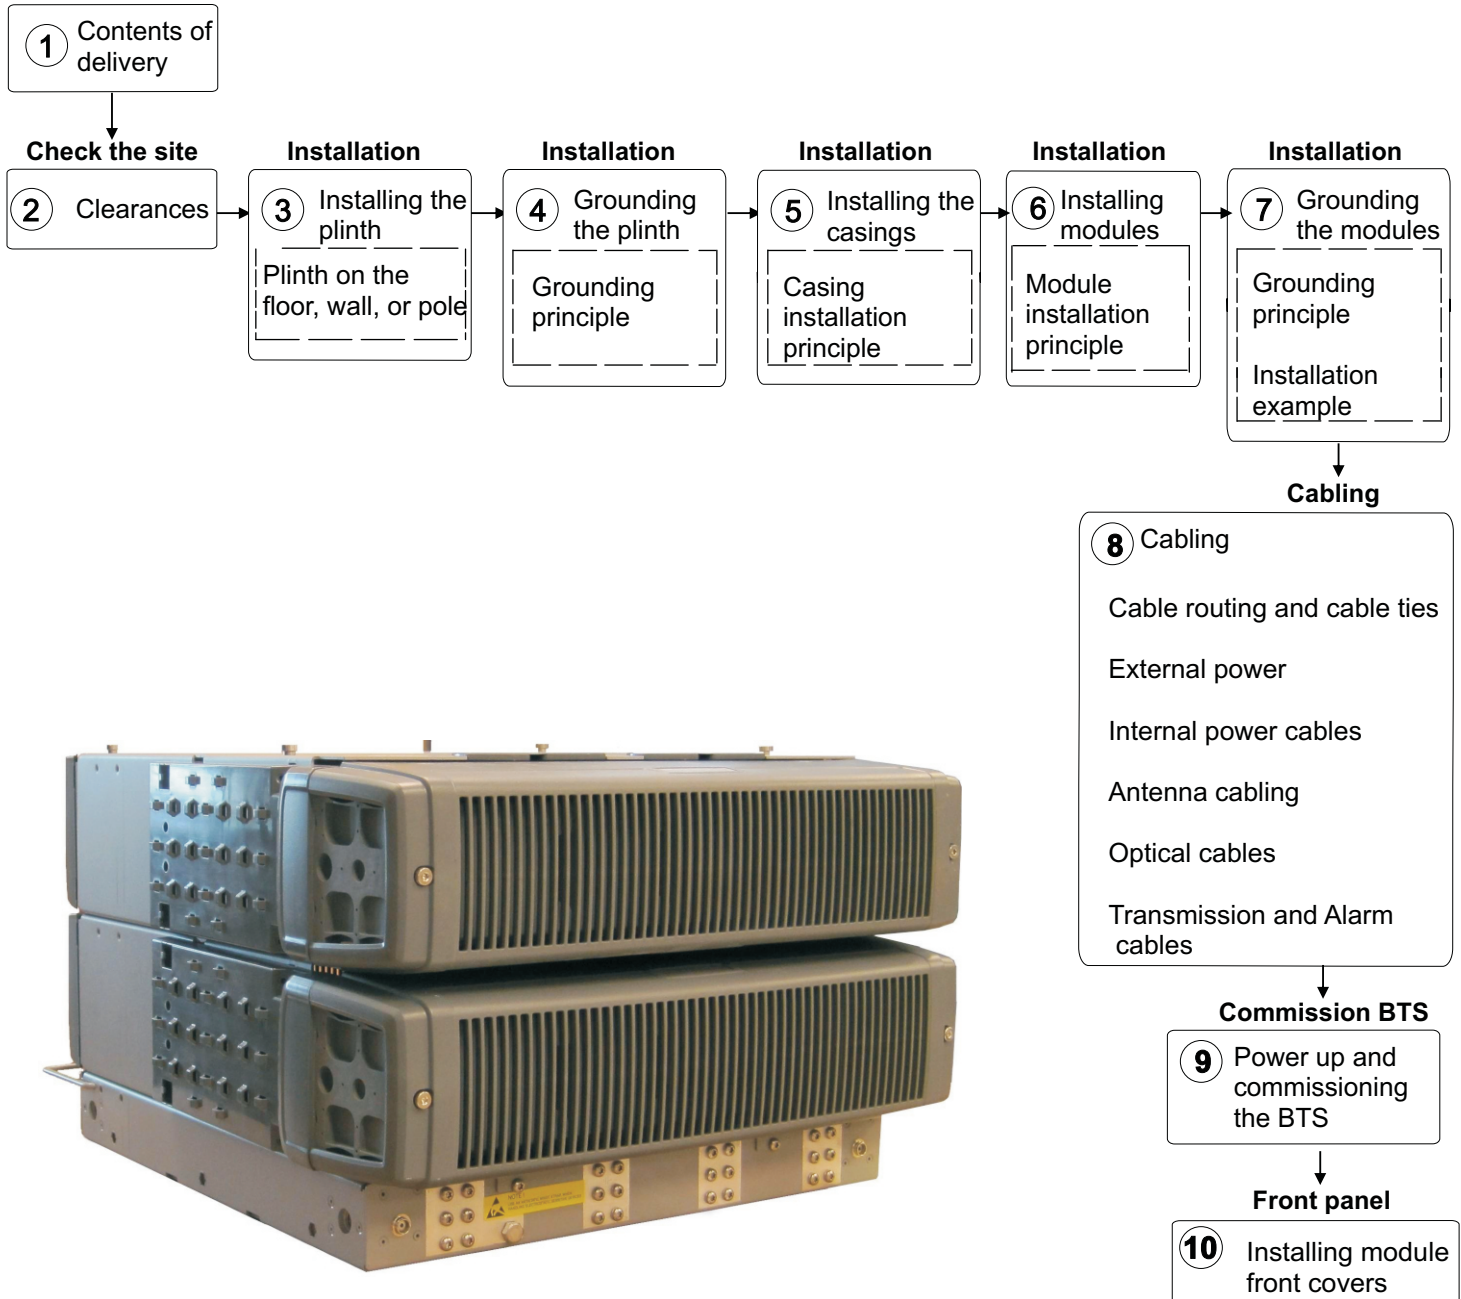 1 Contents of
delivery
Check the site
2 Clearances
Installation
3 Installing the
plinth
Plinth on the
floor, wall, or pole
Installation
4 Grounding
the plinth
Grounding
principle
Installation
5 Installing the
casings
Casing
installation
principle
Installation
6 Installing
modules
Module
installation
principle
Installation
7 Grounding
the modules
Grounding
principle
Installation
example
Cabling
8 Cabling
Cable routing and cable ties
External power
Internal power cables
Antenna cabling
Optical cables
Transmission and Alarm
cables
Commission BTS
9 Power up and
commissioning
the BTS
Front panel
10 Installing module
front covers